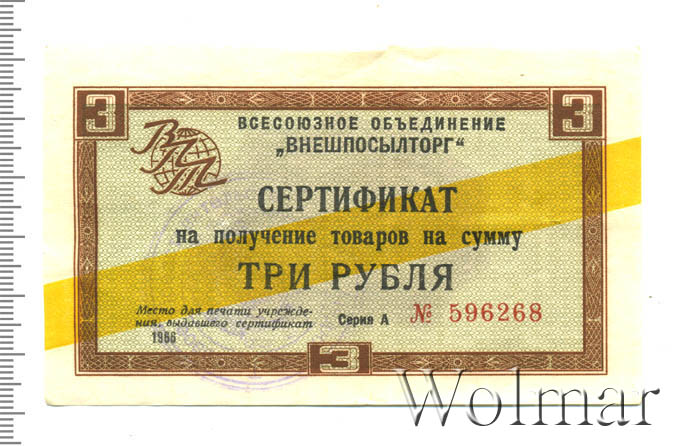 3 3
ВПТ
ВСЕСОЮЗНОЕ ОБЪЕДИНЕНИЕ
„ВНЕШПОСЫЛТОРГ“
СЕРТИФИКАТ
на получение товаров на сумму
ТРИ РУБЛЯ
Место для печати учрежде-
ния, выдавшего сертификат
1966
Серия А № 596268
3
Wolmar